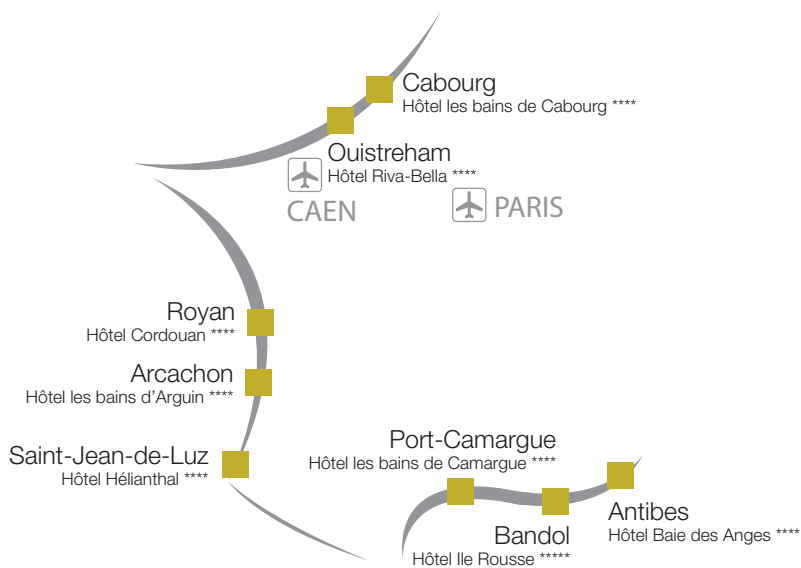 Cabourg
Hôtel les bains de Cabourg ****
Ouistreham
Hôtel Riva-Bella ****
CAEN
PARIS
Royan
Hôtel Cordouan ****
Arcachon
Hôtel les bains d’Arguin ****
Saint-Jean-de-Luz
Hôtel Hélianthal ****
Port-Camargue
Hôtel les bains de Camargue ****
Bandol
Hôtel Ile Rousse *****
Antibes
Hôtel Baie des Anges ****